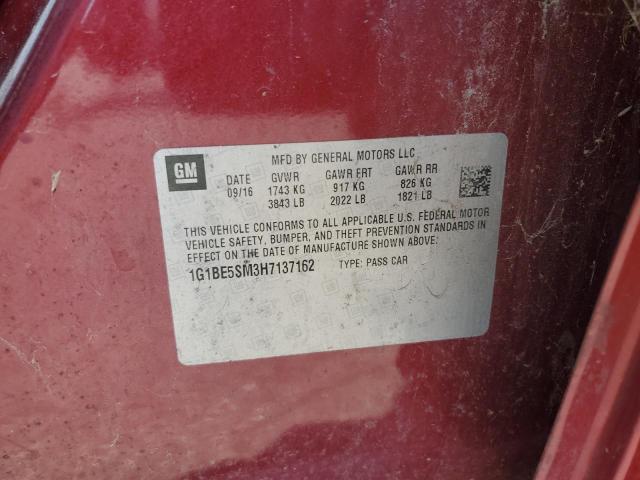 GM
MFD BY GENERAL MOTORS LLC
DATE GVWR GAWR FRT GAWR RR
09/16 1743 KG 917 KG 826 KG
3843 LB 2022 LB 1821 LB
THIS VEHICLE CONFORMS TO ALL APPLICABLE U.S. FEDERAL MOTOR
VEHICLE SAFETY, BUMPER, AND THEFT PREVENTION STANDARDS IN
EFFECT ON THE DATE OF MANUFACTURE SHOWN ABOVE.
1G1BE5SM3H7137162 TYPE: PASS CAR